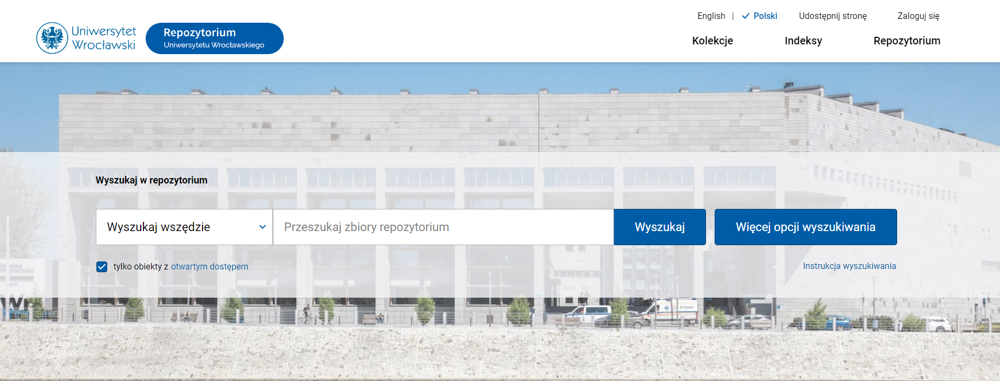 English | Polski Udostępnij stronę Zaloguj się
Uniwersytet
Wrocławski
Repozytorium
Uniwersytetu Wrocławskiego
Kolekcje Indeksy Repozytorium
Wyszukaj w repozytorium
Wyszukaj wszędzie Przeszukaj zbiory repozytorium Wyszukaj Więcej opcji wyszukiwania
tylko obiekty z otwartym dostępem Instrukcja wyszukiwania